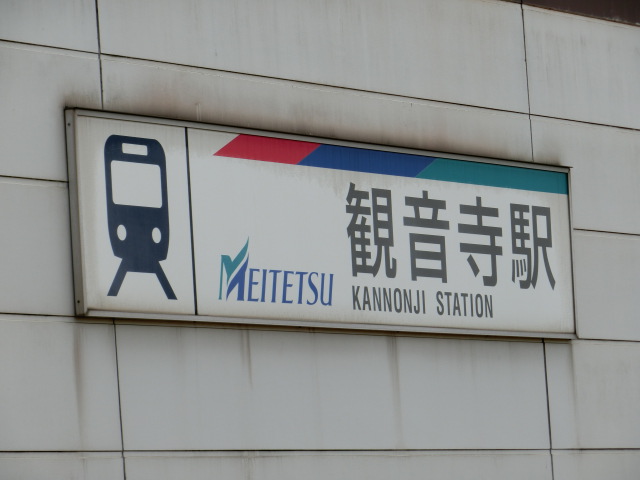 観音寺駅
MEITETSU
KANNONJI STATION